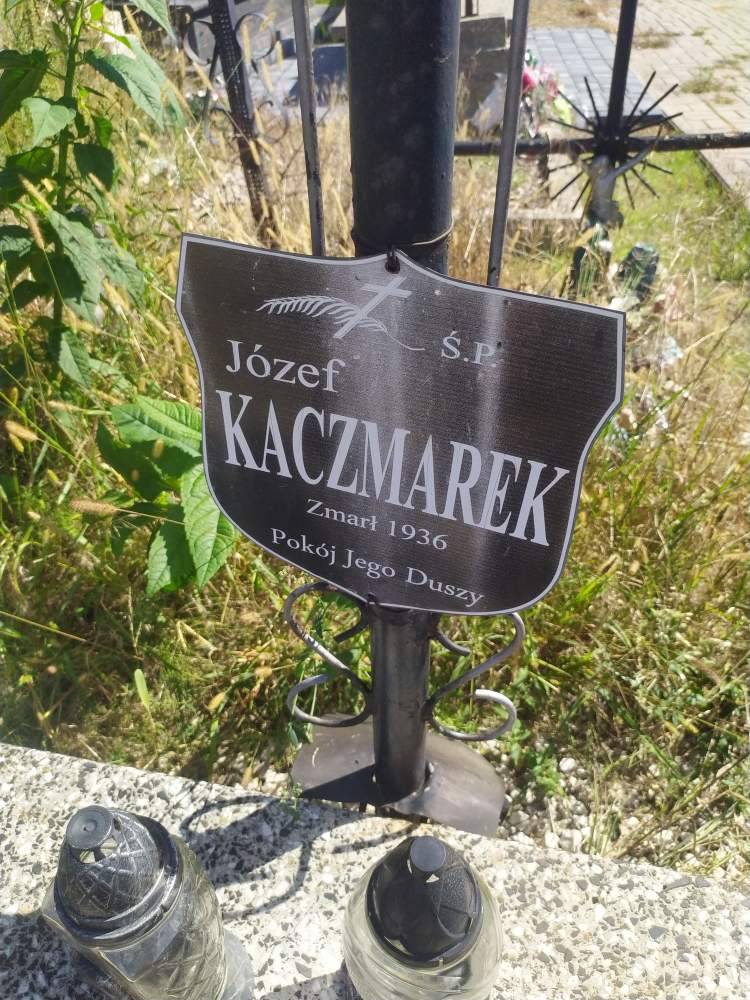 Ś.P.
Józef
KACZMAREK
Zmarł 1936
Pokój Jego Duszy